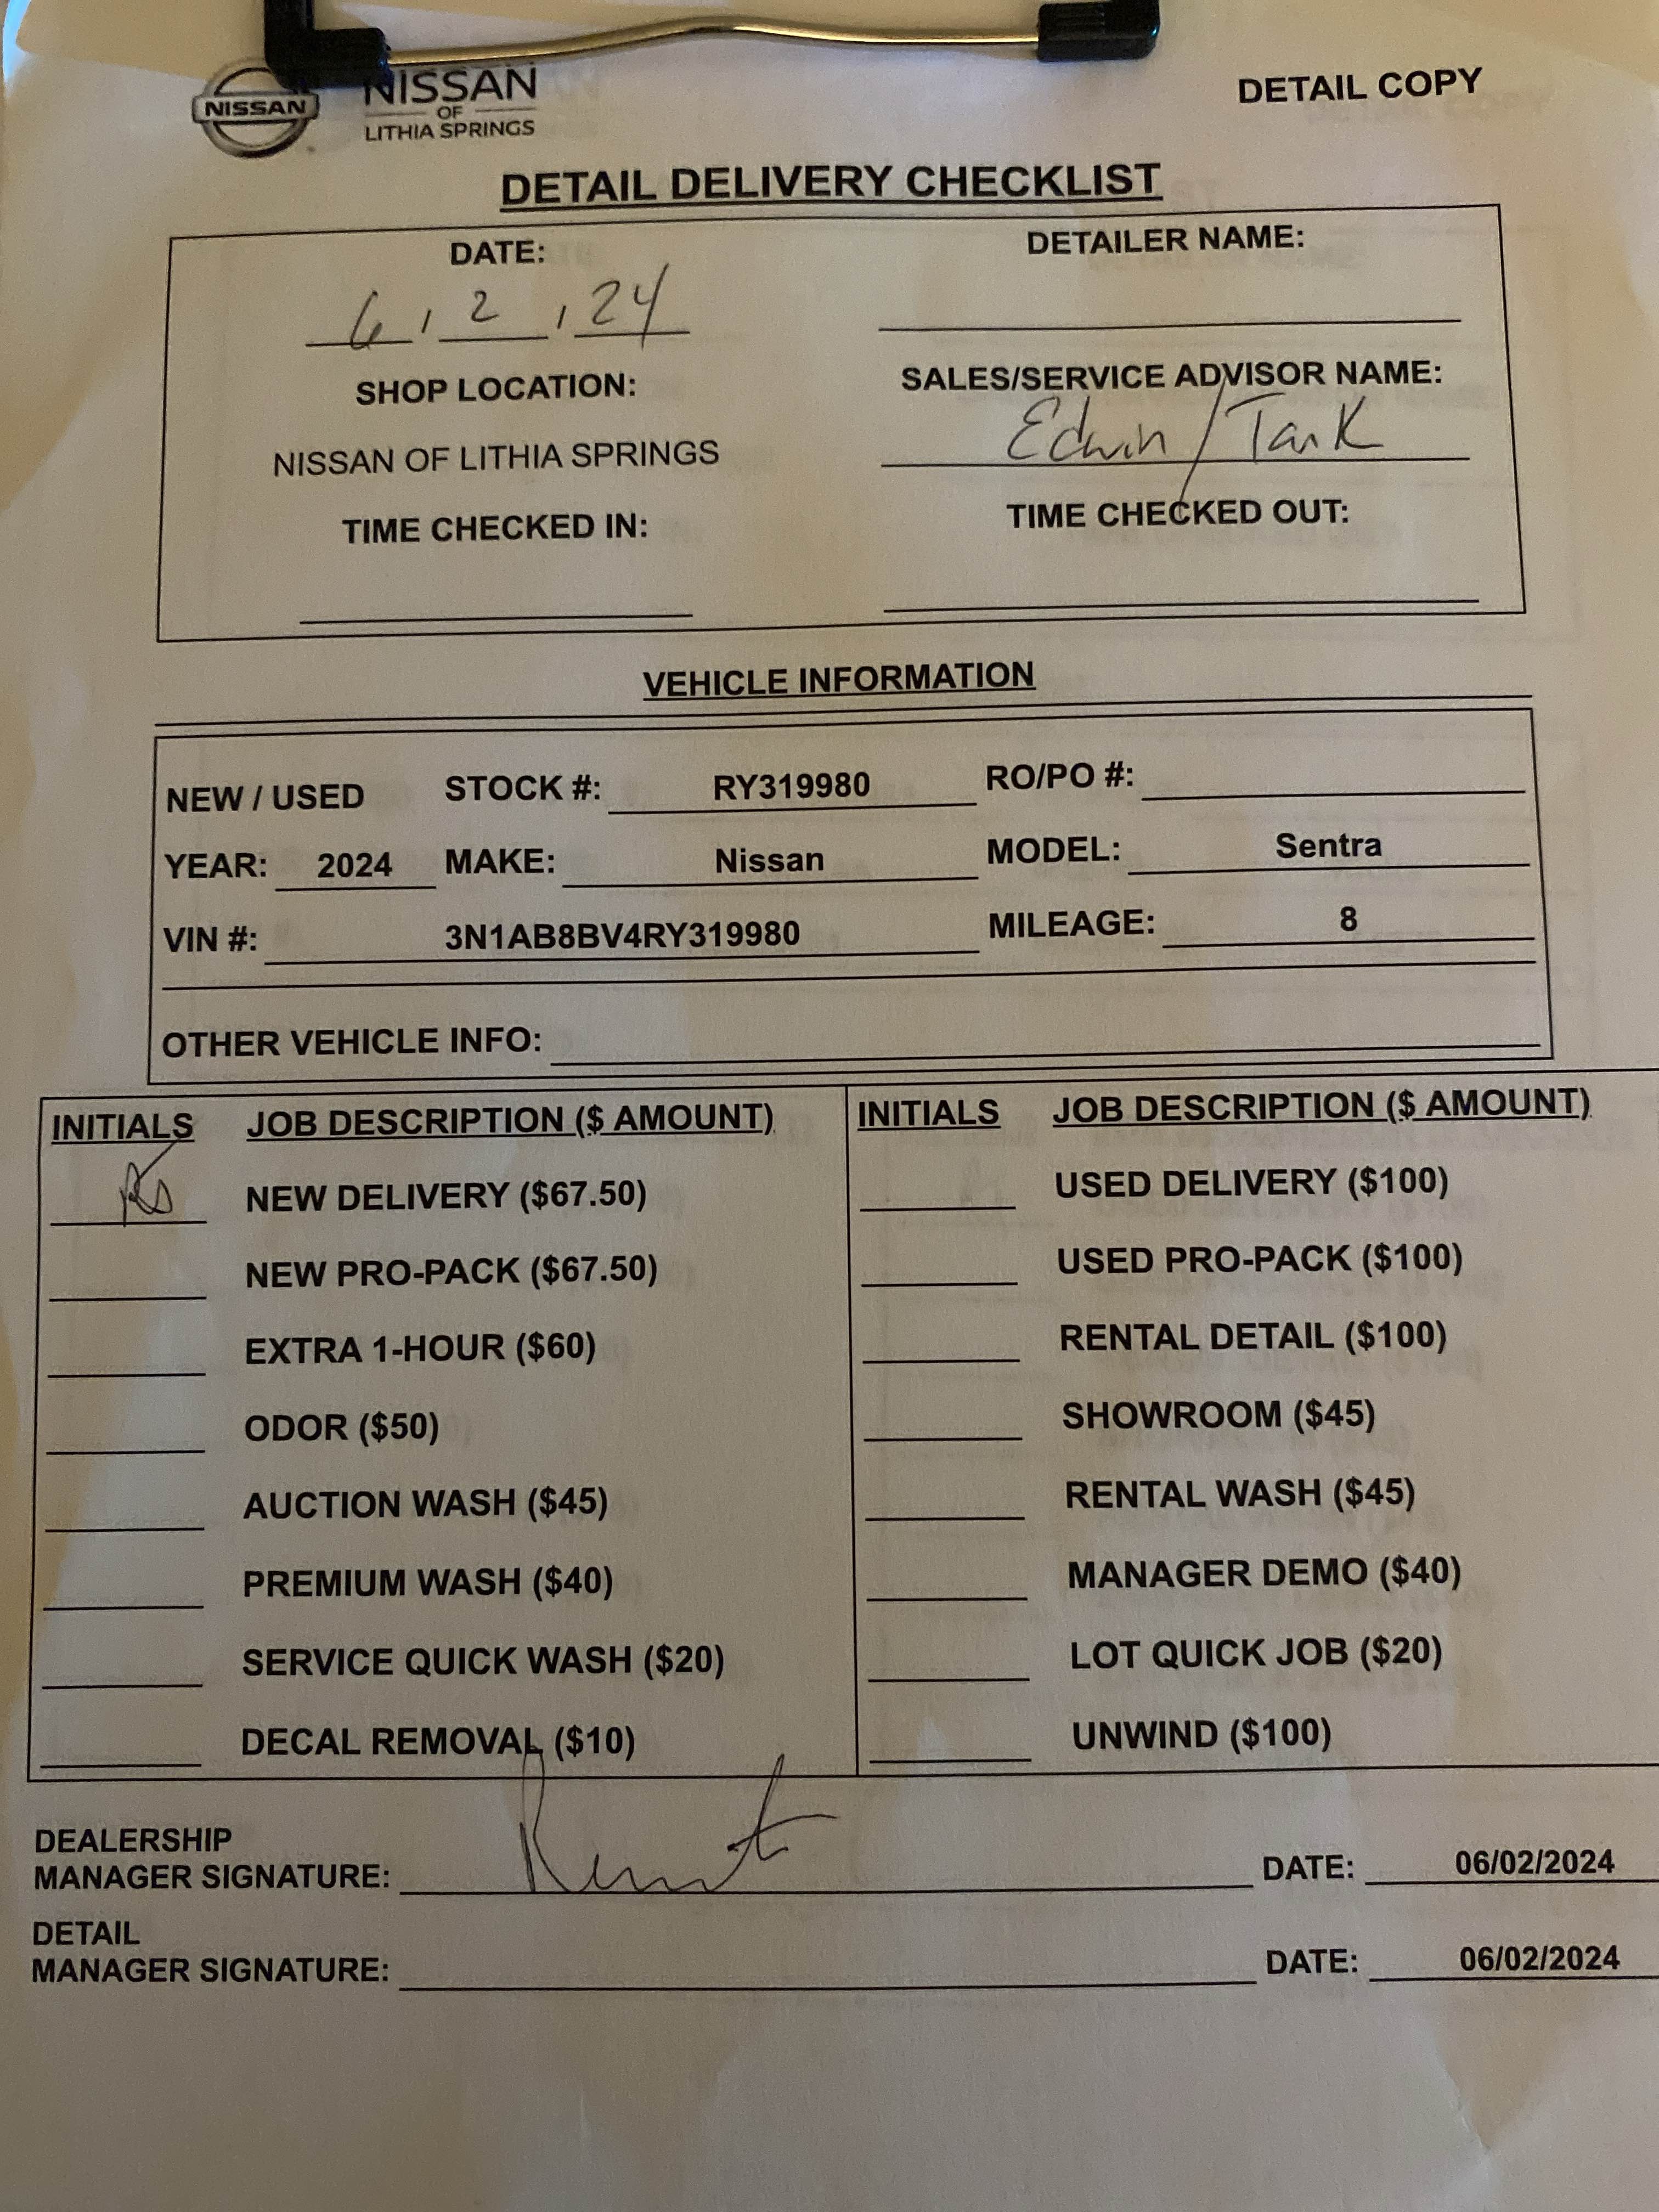 NISSAN
NISSAN
OF
LITHIA SPRINGS
DETAIL COPY
DETAIL DELIVERY CHECKLIST
DATE: DETAILER NAME:
6 / 2 / 24
SHOP LOCATION: SALES/SERVICE ADVISOR NAME:
NISSAN OF LITHIA SPRINGS Edwin / Tark
TIME CHECKED IN: TIME CHECKED OUT:
VEHICLE INFORMATION
NEW / USED STOCK #: RY319980 RO/PO #:
YEAR: 2024 MAKE: Nissan MODEL: Sentra
VIN #: 3N1AB8BV4RY319980 MILEAGE: 8
OTHER VEHICLE INFO:
INITIALS JOB DESCRIPTION ($ AMOUNT) INITIALS JOB DESCRIPTION ($ AMOUNT)
NEW DELIVERY ($67.50) USED DELIVERY ($100)
NEW PRO-PACK ($67.50) USED PRO-PACK ($100)
EXTRA 1-HOUR ($60) RENTAL DETAIL ($100)
ODOR ($50) SHOWROOM ($45)
AUCTION WASH ($45) RENTAL WASH ($45)
PREMIUM WASH ($40) MANAGER DEMO ($40)
SERVICE QUICK WASH ($20) LOT QUICK JOB ($20)
DECAL REMOVAL ($10) UNWIND ($100)
DEALERSHIP
MANAGER SIGNATURE: DATE: 06/02/2024
DETAIL
MANAGER SIGNATURE: DATE: 06/02/2024